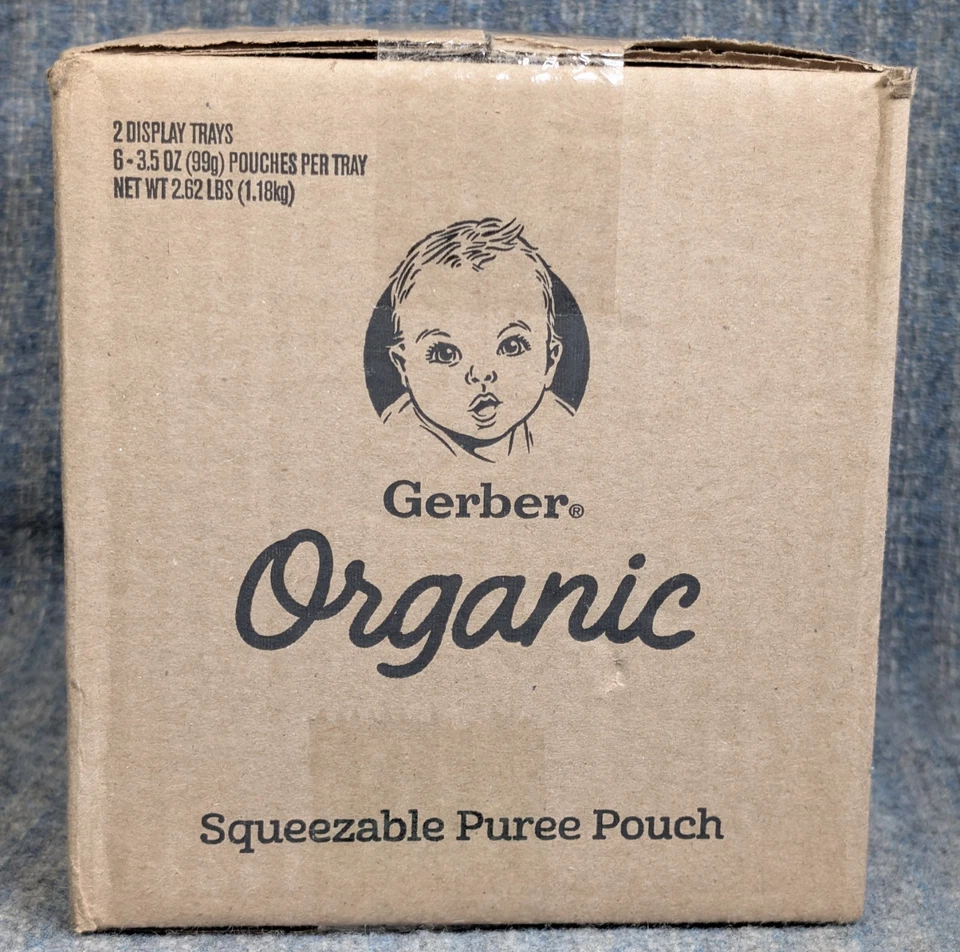 2 DISPLAY TRAYS
6 - 3.5 OZ (99g) POUCHES PER TRAY
NET WT 2.62 LBS (1.18kg)
Gerber®
Organic
Squeezable Puree Pouch